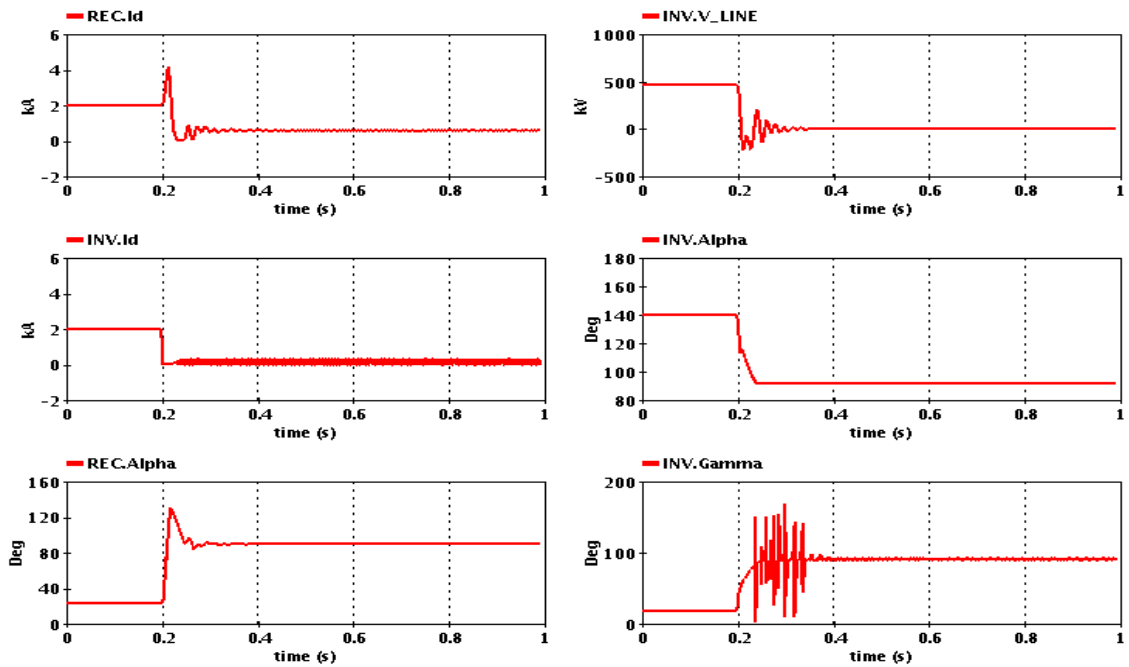 REC.Id
6
4
2
0
-2
kA
0 0.2 0.4 0.6 0.8 1
time (s)
INV.V_LINE
1000
500
0
-500
kV
0 0.2 0.4 0.6 0.8 1
time (s)
INV.Id
6
4
2
0
-2
kA
0 0.2 0.4 0.6 0.8 1
time (s)
INV.Alpha
180
160
140
120
100
80
Deg
0 0.2 0.4 0.6 0.8 1
time (s)
REC.Alpha
160
120
80
40
0
Deg
0 0.2 0.4 0.6 0.8 1
time (s)
INV.Gamma
200
100
0
Deg
0 0.2 0.4 0.6 0.8 1
time (s)